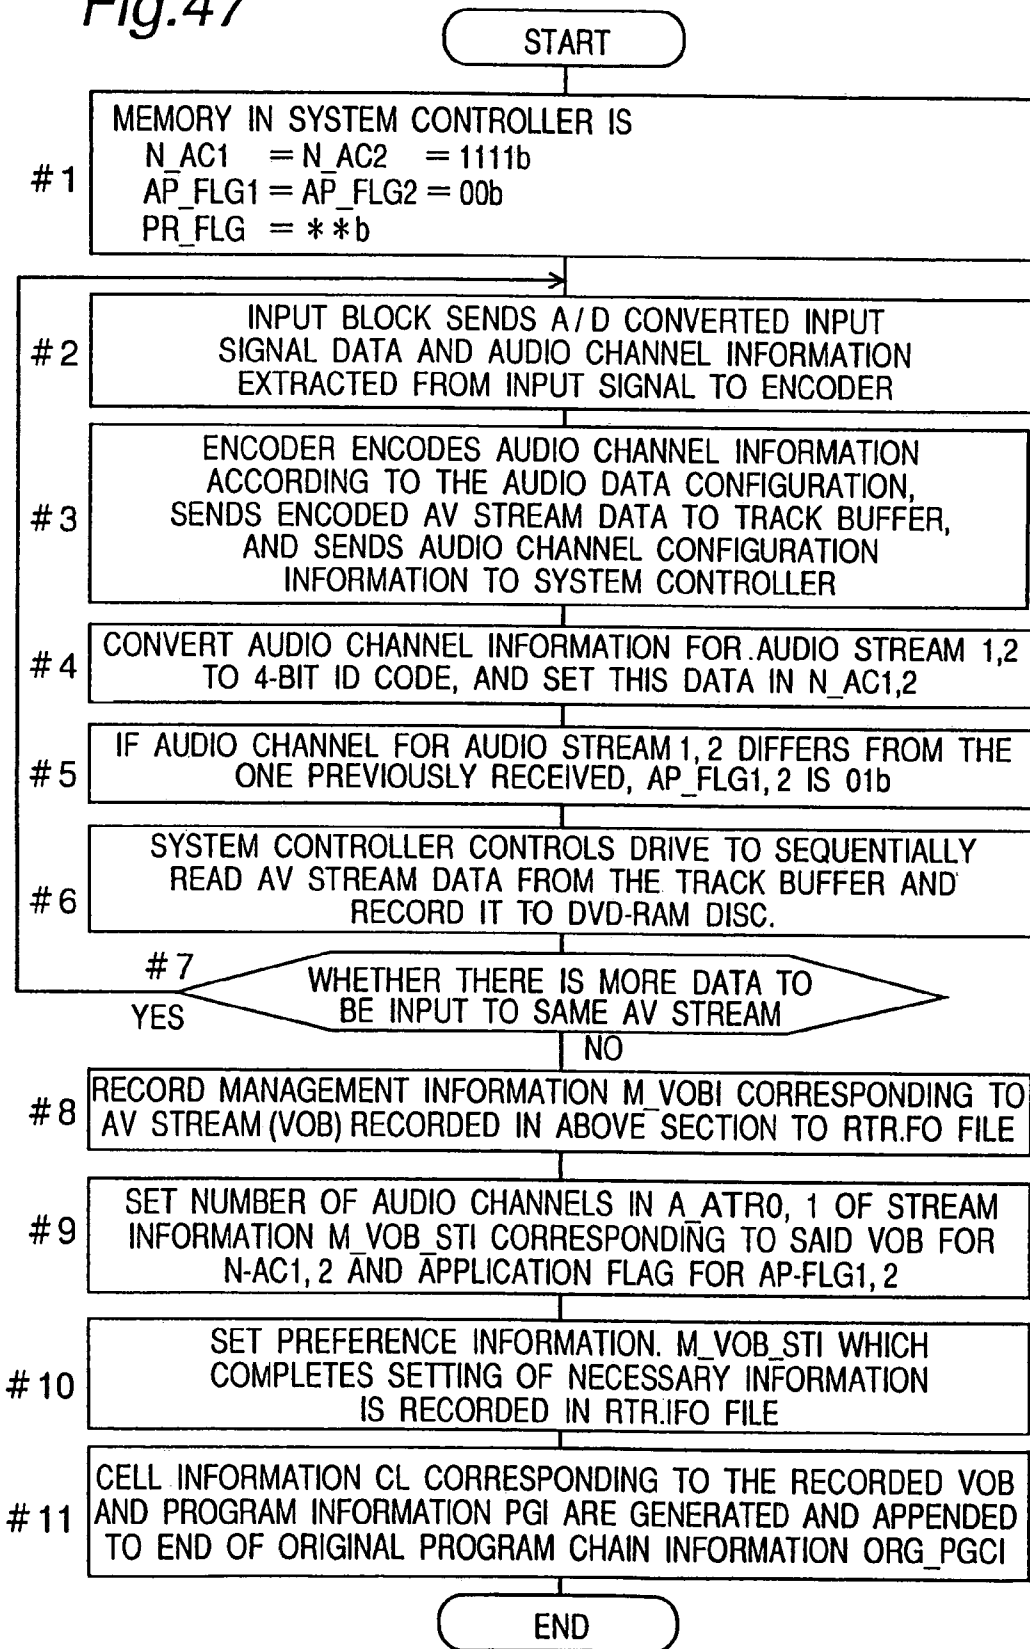 Fig.47
START
#1
MEMORY IN SYSTEM CONTROLLER IS
N_AC1 = N_AC2 = 1111b
AP_FLG1 = AP_FLG2 = 00b
PR_FLG = **b
#2
INPUT BLOCK SENDS A/D CONVERTED INPUT
SIGNAL DATA AND AUDIO CHANNEL INFORMATION
EXTRACTED FROM INPUT SIGNAL TO ENCODER
#3
ENCODER ENCODES AUDIO CHANNEL INFORMATION
ACCORDING TO THE AUDIO DATA CONFIGURATION,
SENDS ENCODED AV STREAM DATA TO TRACK BUFFER,
AND SENDS AUDIO CHANNEL CONFIGURATION
INFORMATION TO SYSTEM CONTROLLER
#4
CONVERT AUDIO CHANNEL INFORMATION FOR AUDIO STREAM 1,2
TO 4-BIT ID CODE, AND SET THIS DATA IN N_AC1,2
#5
IF AUDIO CHANNEL FOR AUDIO STREAM 1, 2 DIFFERS FROM THE
ONE PREVIOUSLY RECEIVED, AP_FLG1, 2 IS 01b
#6
SYSTEM CONTROLLER CONTROLS DRIVE TO SEQUENTIALLY
READ AV STREAM DATA FROM THE TRACK BUFFER AND
RECORD IT TO DVD-RAM DISC.
#7
WHETHER THERE IS MORE DATA TO
BE INPUT TO SAME AV STREAM
YES
NO
#8
RECORD MANAGEMENT INFORMATION M_VOBI CORRESPONDING TO
AV STREAM (VOB) RECORDED IN ABOVE SECTION TO RTR.FO FILE
#9
SET NUMBER OF AUDIO CHANNELS IN A_ATR0, 1 OF STREAM
INFORMATION M_VOB_STI CORRESPONDING TO SAID VOB FOR
N-AC1, 2 AND APPLICATION FLAG FOR AP-FLG1, 2
#10
SET PREFERENCE INFORMATION. M_VOB_STI WHICH
COMPLETES SETTING OF NECESSARY INFORMATION
IS RECORDED IN RTR.IFO FILE
#11
CELL INFORMATION CL CORRESPONDING TO THE RECORDED VOB
AND PROGRAM INFORMATION PGI ARE GENERATED AND APPENDED
TO END OF ORIGINAL PROGRAM CHAIN INFORMATION ORG_PGCI
END